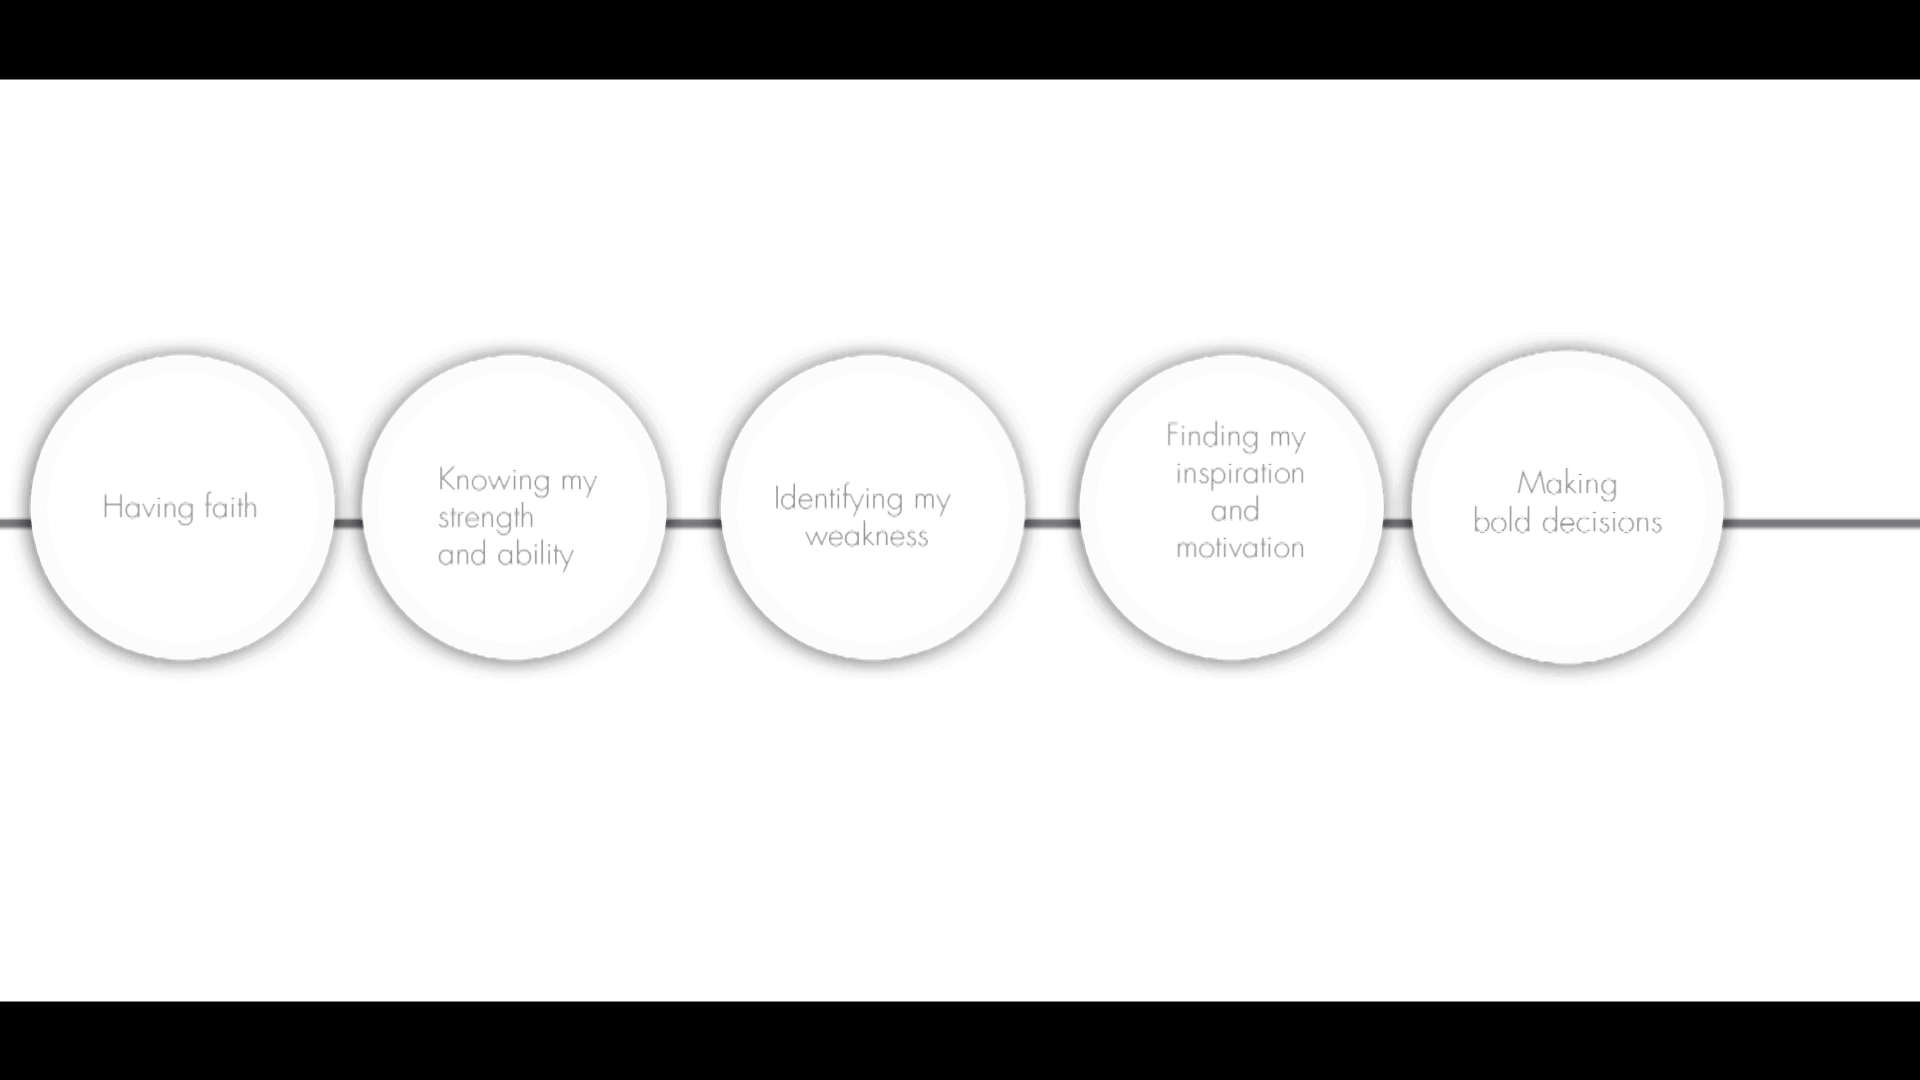 Having faith
Knowing my
strength
and ability
Identifying my
weakness
Finding my
inspiration
and
motivation
Making
bold decisions